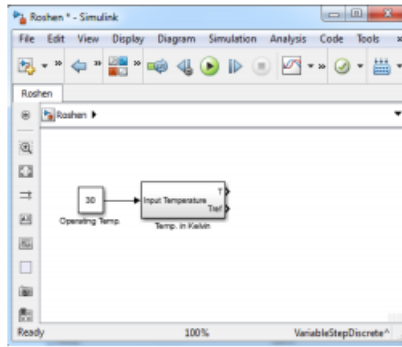 Roshen * - Simulink
File Edit View Display Diagram Simulation Analysis Code Tools
Roshen
Roshen
30
Operating Temp.
Input Temperature
T
Tref
Temp. in Kelvin
Ready 100% VariableStepDiscrete